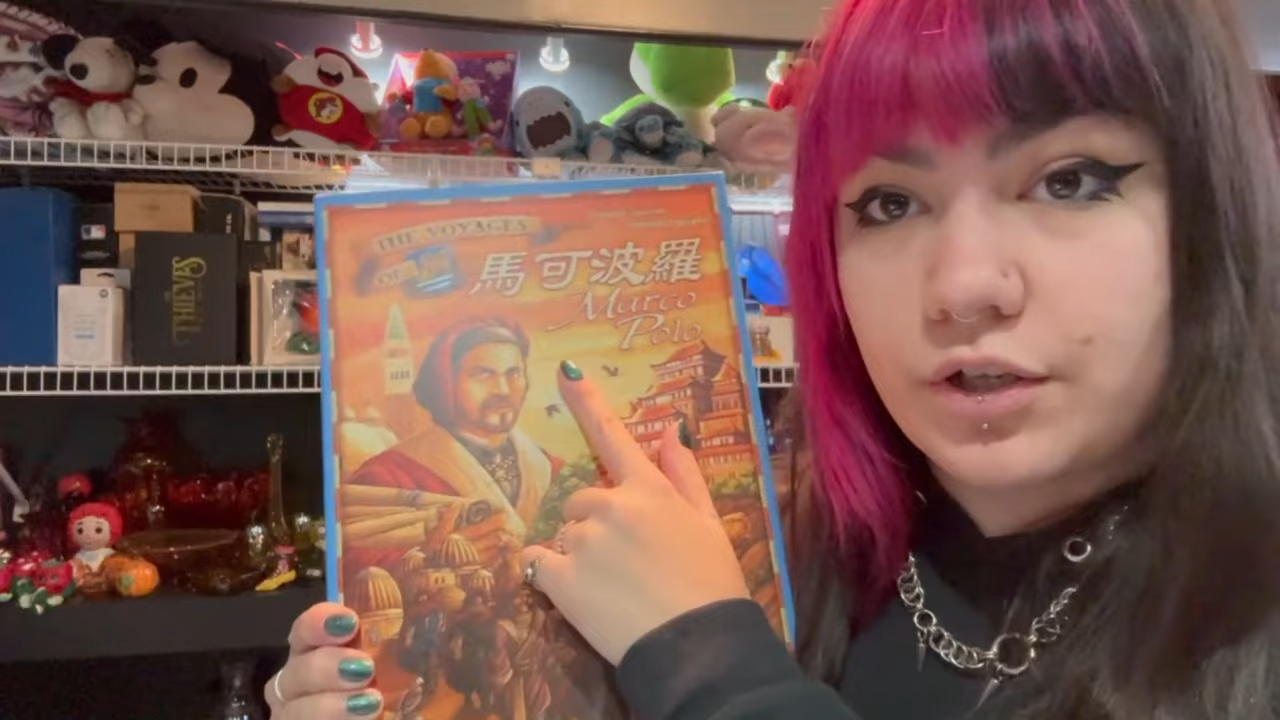 THE VOYAGES
OF
馬可波羅
Marco
Polo
THIEVES